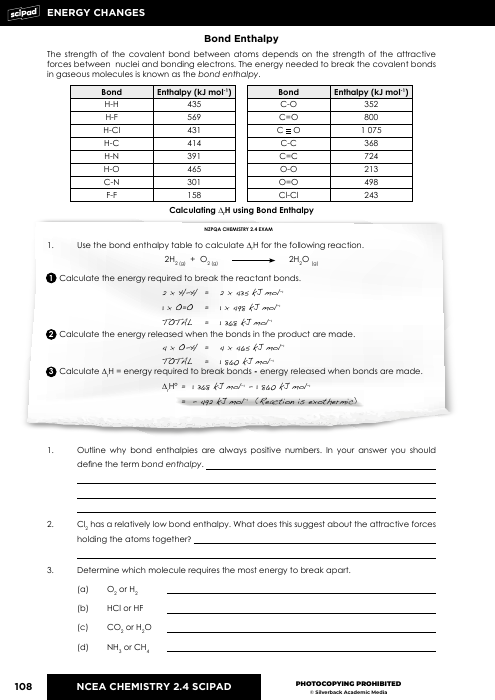 scipad ENERGY CHANGES
Bond Enthalpy
The strength of the covalent bond between atoms depends on the strength of the attractive
forces between nuclei and bonding electrons. The energy needed to break the covalent bonds
in gaseous molecules is known as the bond enthalpy.
Bond Enthalpy (kJ mol⁻¹) Bond Enthalpy (kJ mol⁻¹)
H-H 435 C-O 352
H-F 569 C=O 800
H-Cl 431 C≡O 1 075
H-C 414 C-C 368
H-N 391 C=C 724
H-O 465 O-O 213
C-N 301 O=O 498
F-F 158 Cl-Cl 243
Calculating ΔᵣH using Bond Enthalpy
NZPQA CHEMISTRY 2.4 EXAM
1. Use the bond enthalpy table to calculate ΔᵣH for the following reaction.
2H₂ (g) + O₂ (g) ⟶ 2H₂O (g)
1 Calculate the energy required to break the reactant bonds.
2 x H-H = 2 x 435 kJ mol⁻¹
1 x O=O = 1 x 498 kJ mol⁻¹
TOTAL = 1 368 kJ mol⁻¹
2 Calculate the energy released when the bonds in the product are made.
4 x O-H = 4 x 465 kJ mol⁻¹
TOTAL = 1 860 kJ mol⁻¹
3 Calculate ΔᵣH = energy required to break bonds - energy released when bonds are made.
ΔᵣH° = 1 368 kJ mol⁻¹ - 1 860 kJ mol⁻¹
= - 492 kJ mol⁻¹ (Reaction is exothermic)
1. Outline why bond enthalpies are always positive numbers. In your answer you should
define the term bond enthalpy.
2. Cl₂ has a relatively low bond enthalpy. What does this suggest about the attractive forces
holding the atoms together?
3. Determine which molecule requires the most energy to break apart.
(a) O₂ or H₂
(b) HCl or HF
(c) CO₂ or H₂O
(d) NH₃ or CH₄
108 NCEA CHEMISTRY 2.4 SCIPAD PHOTOCOPYING PROHIBITED
© Silverback Academic Media